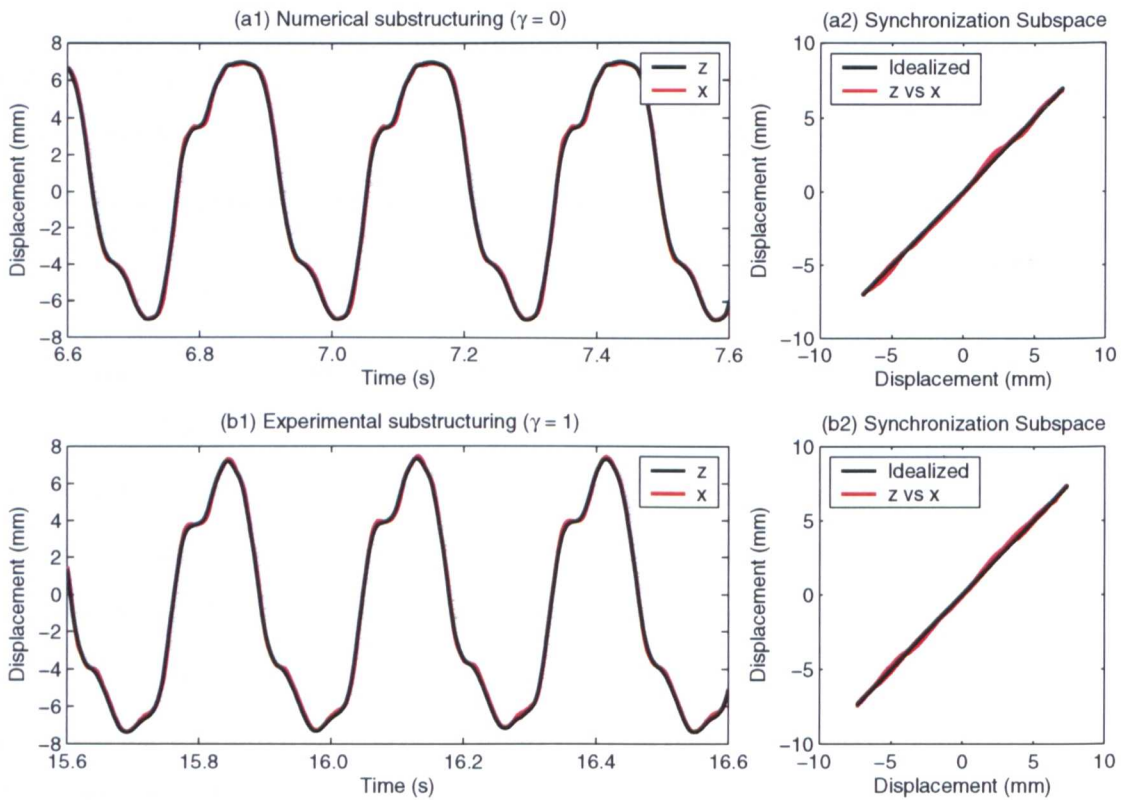 (a1) Numerical substructuring (γ = 0)
(a2) Synchronization Subspace
Displacement (mm)
8
6
4
2
0
−2
−4
−6
−8
z
x
6.6
6.8
7.0
7.2
7.4
7.6
Time (s)
Displacement (mm)
10
5
0
−5
−10
Idealized
z vs x
−10
−5
0
5
10
Displacement (mm)
(b1) Experimental substructuring (γ = 1)
(b2) Synchronization Subspace
Displacement (mm)
8
6
4
2
0
−2
−4
−6
−8
z
x
15.6
15.8
16.0
16.2
16.4
16.6
Time (s)
Displacement (mm)
10
5
0
−5
−10
Idealized
z vs x
−10
−5
0
5
10
Displacement (mm)